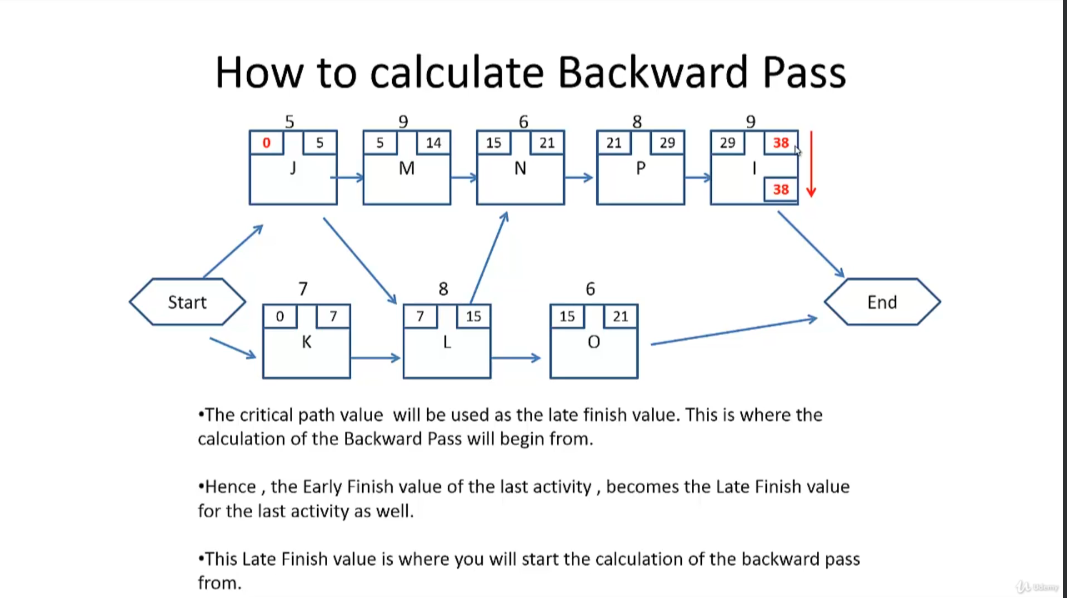 How to calculate Backward Pass
5 9 6 8 9
0 5 5 14 15 21 21 29 29 38
J M N P I
38
Start
End
7 8 6
0 7 7 15 15 21
K L O
•The critical path value will be used as the late finish value. This is where the
calculation of the Backward Pass will begin from.
•Hence , the Early Finish value of the last activity , becomes the Late Finish value
for the last activity as well.
•This Late Finish value is where you will start the calculation of the backward pass
from.
Udemy